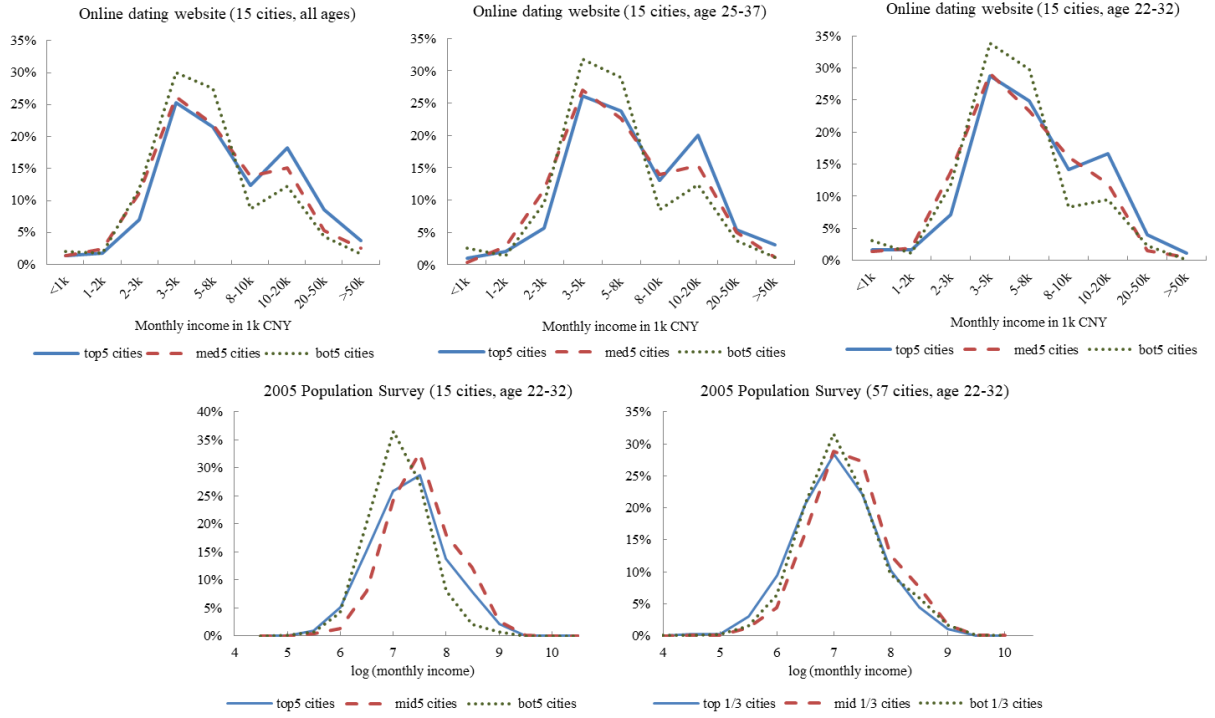 Online dating website (15 cities, all ages)
35%
30%
25%
20%
15%
10%
5%
0%
<1k
1-2k
2-3k
3-5k
5-8k
8-10k
10-20k
20-50k
>50k
Monthly income in 1k CNY
top5 cities
med5 cities
bot5 cities
Online dating website (15 cities, age 25-37)
35%
30%
25%
20%
15%
10%
5%
0%
<1k
1-2k
2-3k
3-5k
5-8k
8-10k
10-20k
20-50k
>50k
Monthly income in 1k CNY
top5 cities
med5 cities
bot5 cities
Online dating website (15 cities, age 22-32)
35%
30%
25%
20%
15%
10%
5%
0%
<1k
1-2k
2-3k
3-5k
5-8k
8-10k
10-20k
20-50k
>50k
Monthly income in 1k CNY
top5 cities
med5 cities
bot5 cities
2005 Population Survey (15 cities, age 22-32)
40%
35%
30%
25%
20%
15%
10%
5%
0%
4 5 6 7 8 9 10
log (monthly income)
top5 cities
mid5 cities
bot5 cities
2005 Population Survey (57 cities, age 22-32)
35%
30%
25%
20%
15%
10%
5%
0%
4 5 6 7 8 9 10
log (monthly income)
top 1/3 cities
mid 1/3 cities
bot 1/3 cities